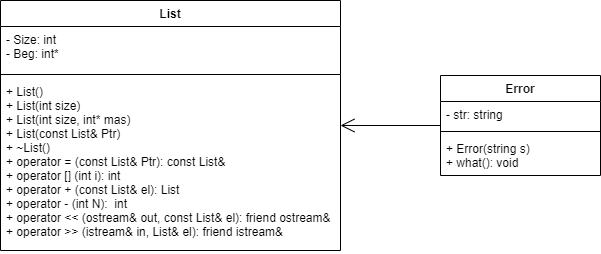 List
- Size: int
- Beg: int*
+ List()
+ List(int size)
+ List(int size, int* mas)
+ List(const List& Ptr)
+ ~List()
+ operator = (const List& Ptr): const List&
+ operator [] (int i): int
+ operator + (const List& el): List
+ operator - (int N):  int
+ operator << (ostream& out, const List& el): friend ostream&
+ operator >> (istream& in, List& el): friend istream&
Error
- str: string
+ Error(string s)
+ what(): void